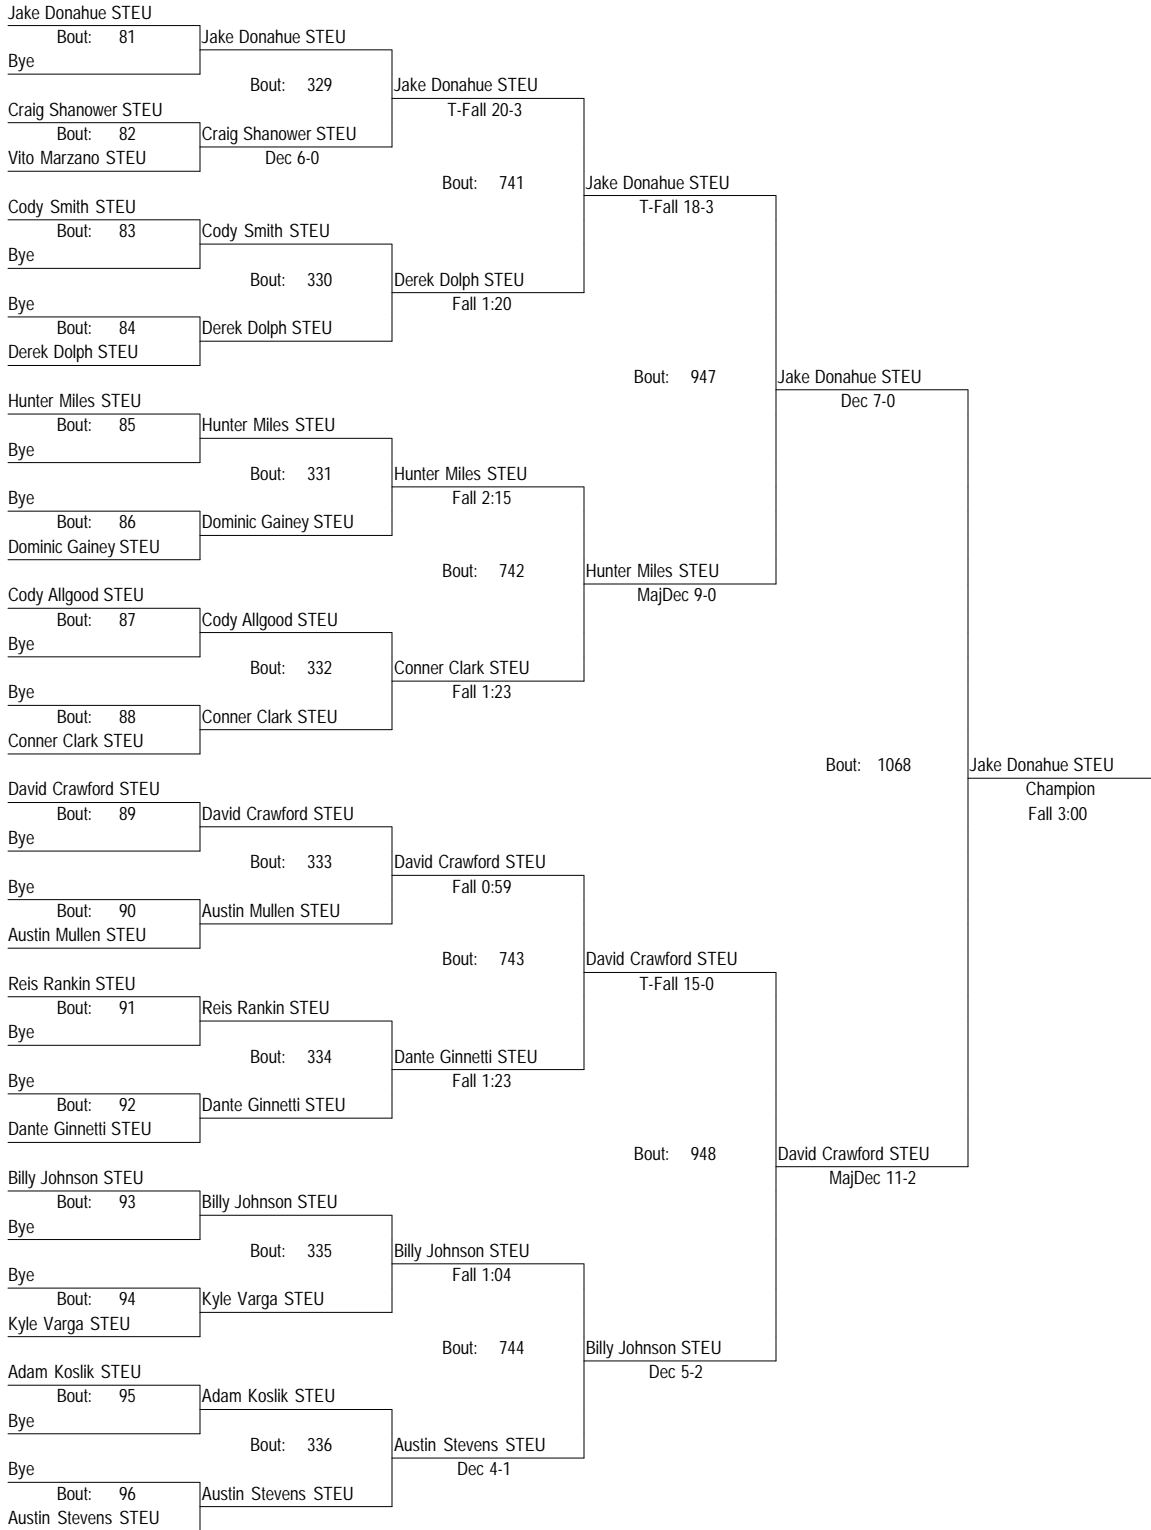 Jake Donahue STEU
Bout: 81
Bye
Jake Donahue STEU
Bout: 329
Craig Shanower STEU
Bout: 82
Vito Marzano STEU
Craig Shanower STEU
Dec 6-0
Jake Donahue STEU
T-Fall 20-3
Bout: 741
Cody Smith STEU
Bout: 83
Bye
Cody Smith STEU
Bout: 330
Bye
Bout: 84
Derek Dolph STEU
Derek Dolph STEU
Derek Dolph STEU
Fall 1:20
Jake Donahue STEU
T-Fall 18-3
Bout: 947
Hunter Miles STEU
Bout: 85
Bye
Hunter Miles STEU
Bout: 331
Bye
Bout: 86
Dominic Gainey STEU
Dominic Gainey STEU
Hunter Miles STEU
Fall 2:15
Bout: 742
Cody Allgood STEU
Bout: 87
Bye
Cody Allgood STEU
Bout: 332
Bye
Bout: 88
Conner Clark STEU
Conner Clark STEU
Conner Clark STEU
Fall 1:23
Hunter Miles STEU
MajDec 9-0
Jake Donahue STEU
Dec 7-0
Bout: 1068
Jake Donahue STEU
Champion
Fall 3:00
David Crawford STEU
Bout: 89
Bye
David Crawford STEU
Bout: 333
Bye
Bout: 90
Austin Mullen STEU
Austin Mullen STEU
David Crawford STEU
Fall 0:59
Bout: 743
Reis Rankin STEU
Bout: 91
Bye
Reis Rankin STEU
Bout: 334
Bye
Bout: 92
Dante Ginnetti STEU
Dante Ginnetti STEU
Dante Ginnetti STEU
Fall 1:23
David Crawford STEU
T-Fall 15-0
Bout: 948
David Crawford STEU
MajDec 11-2
Billy Johnson STEU
Bout: 93
Bye
Billy Johnson STEU
Bout: 335
Bye
Bout: 94
Kyle Varga STEU
Kyle Varga STEU
Billy Johnson STEU
Fall 1:04
Bout: 744
Billy Johnson STEU
Dec 5-2
Adam Koslik STEU
Bout: 95
Bye
Adam Koslik STEU
Bout: 336
Bye
Bout: 96
Austin Stevens STEU
Austin Stevens STEU
Austin Stevens STEU
Dec 4-1